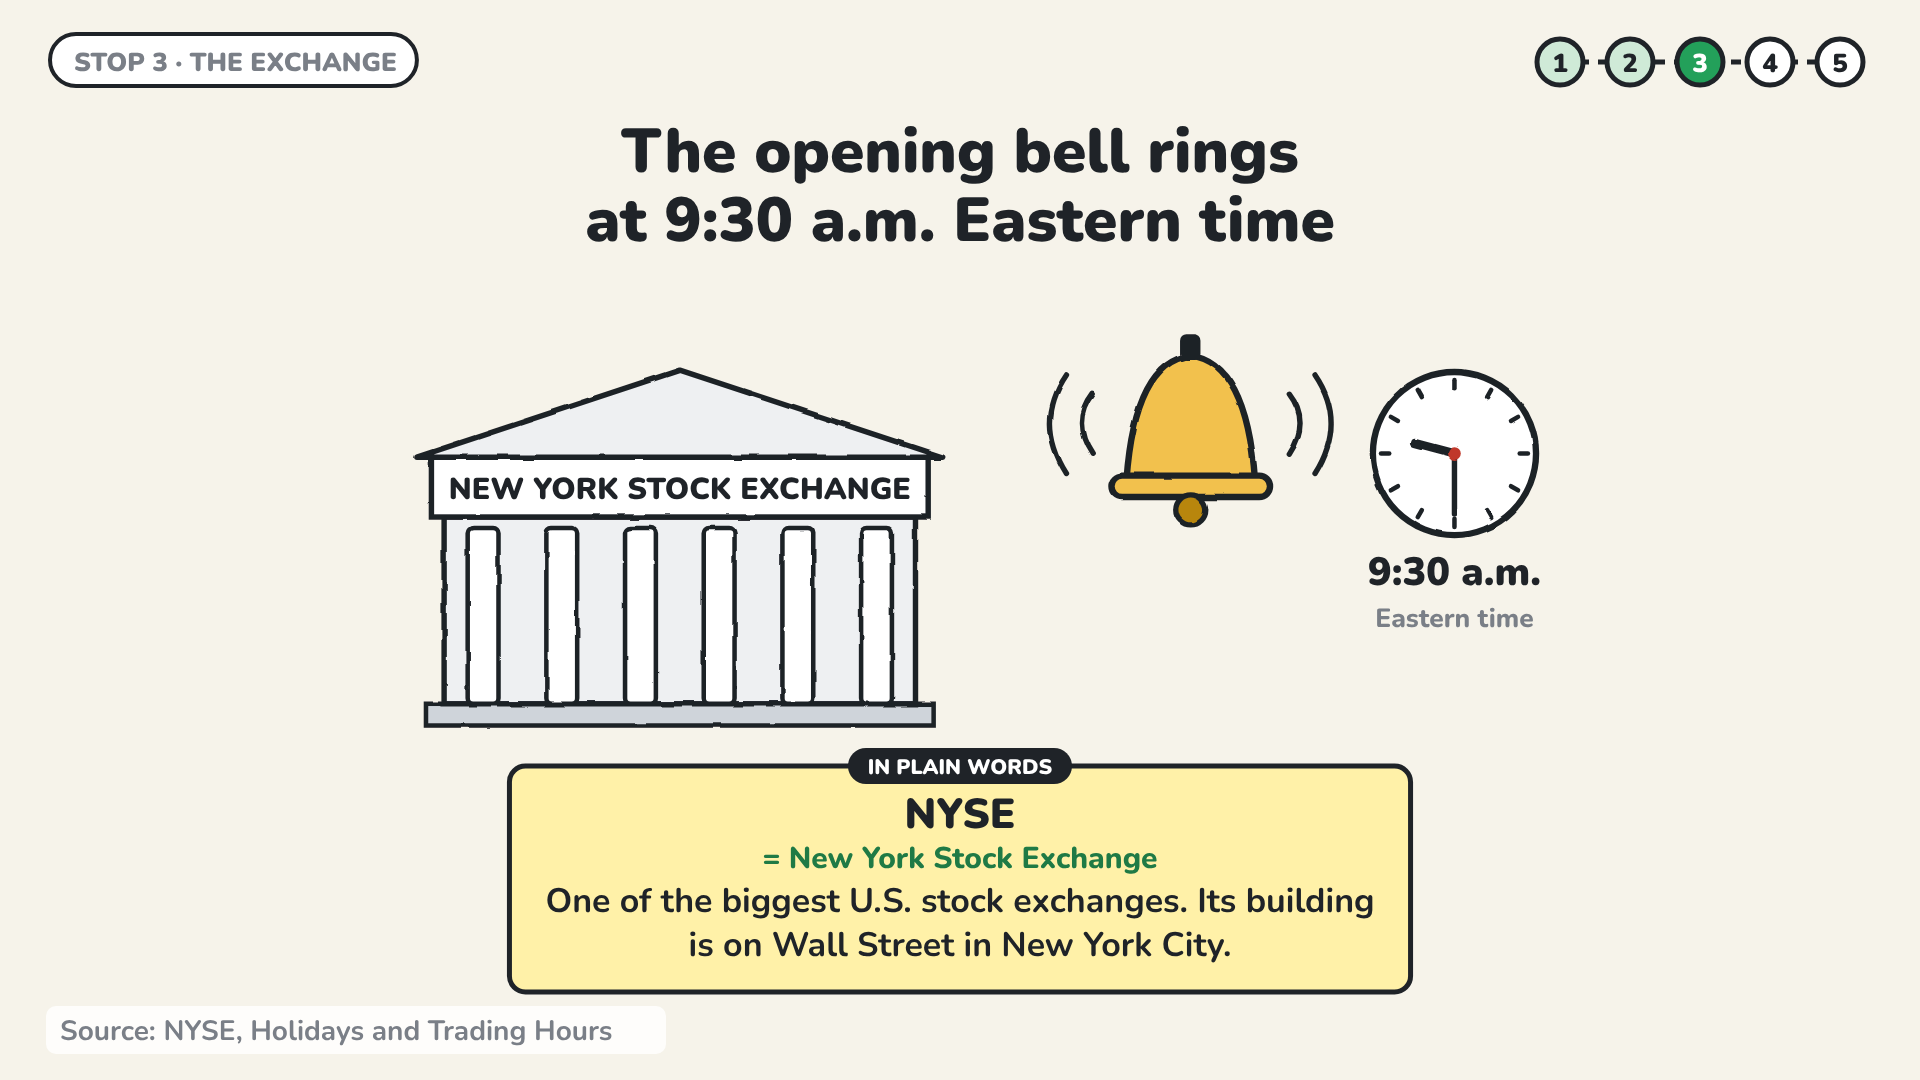 STOP 3 · THE EXCHANGE
1 2 3 4 5
The opening bell rings
at 9:30 a.m. Eastern time
NEW YORK STOCK EXCHANGE
9:30 a.m.
Eastern time
IN PLAIN WORDS
NYSE
= New York Stock Exchange
One of the biggest U.S. stock exchanges. Its building
is on Wall Street in New York City.
Source: NYSE, Holidays and Trading Hours